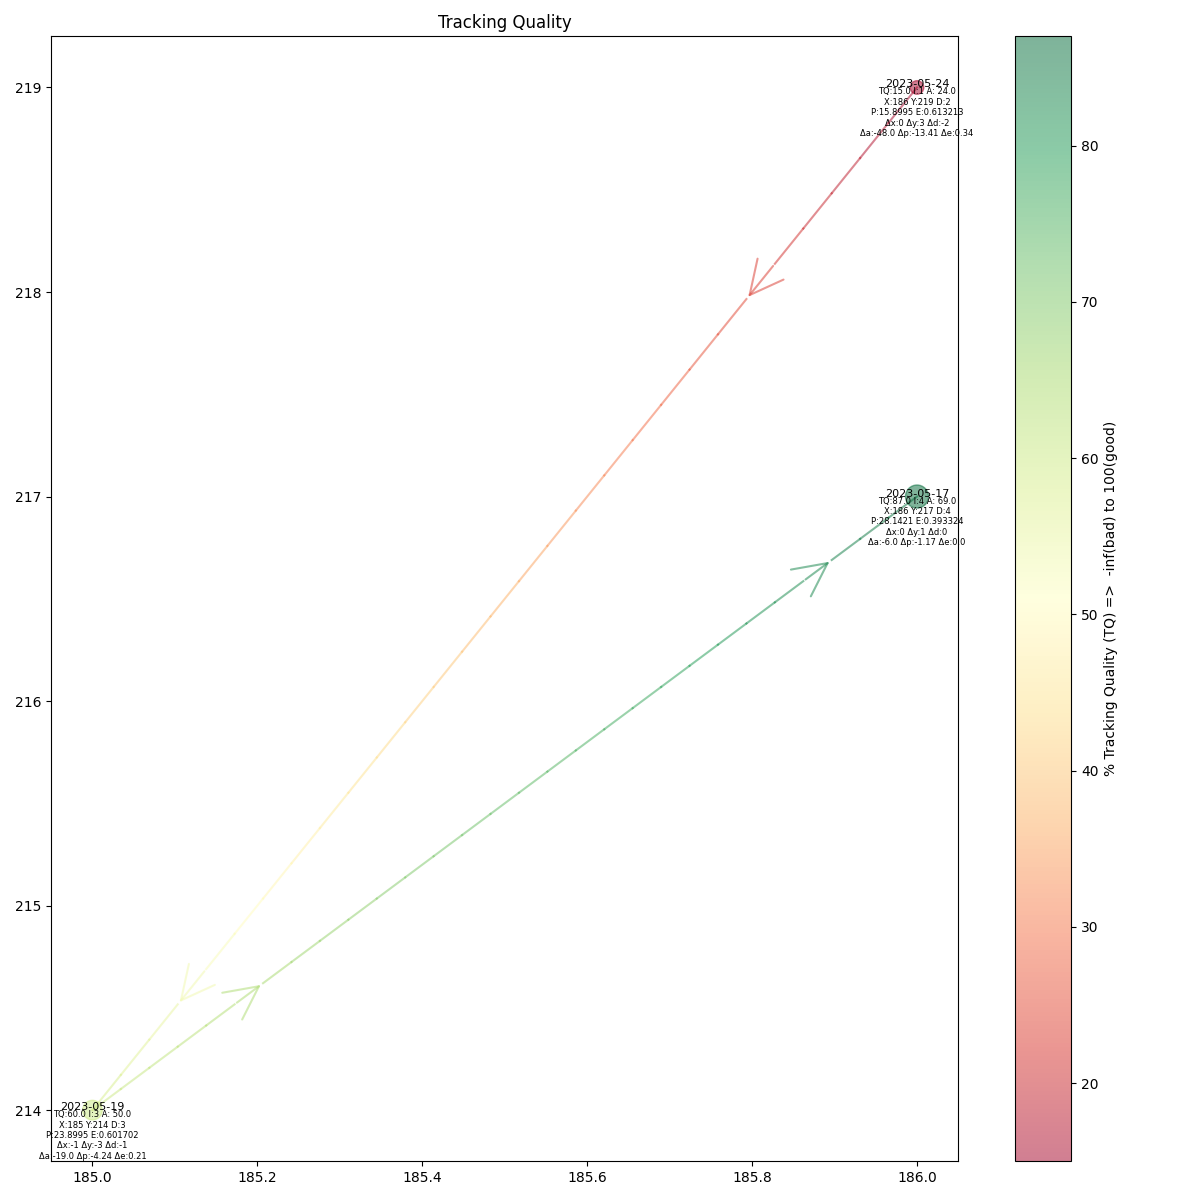 Tracking Quality
219
218
217
216
215
214
185.0
185.2
185.4
185.6
185.8
186.0
2023-05-24
TQ:15.0 I:1 A: 24.0
X:186 Y:219 D:2
P:15.8995 E:0.613213
Δx:0 Δy:3 Δd:-2
Δa:-48.0 Δp:-13.41 Δe:0.34
2023-05-17
TQ:87.0 I:4 A: 69.0
X:186 Y:217 D:4
P:28.1421 E:0.393324
Δx:0 Δy:1 Δd:0
Δa:-6.0 Δp:-1.17 Δe:0.0
2023-05-19
TQ:60.0 I:3 A: 50.0
X:185 Y:214 D:3
P:23.8995 E:0.601702
Δx:-1 Δy:-3 Δd:-1
Δa:-19.0 Δp:-4.24 Δe:0.21
80
70
60
50
40
30
20
% Tracking Quality (TQ) => -inf(bad) to 100(good)